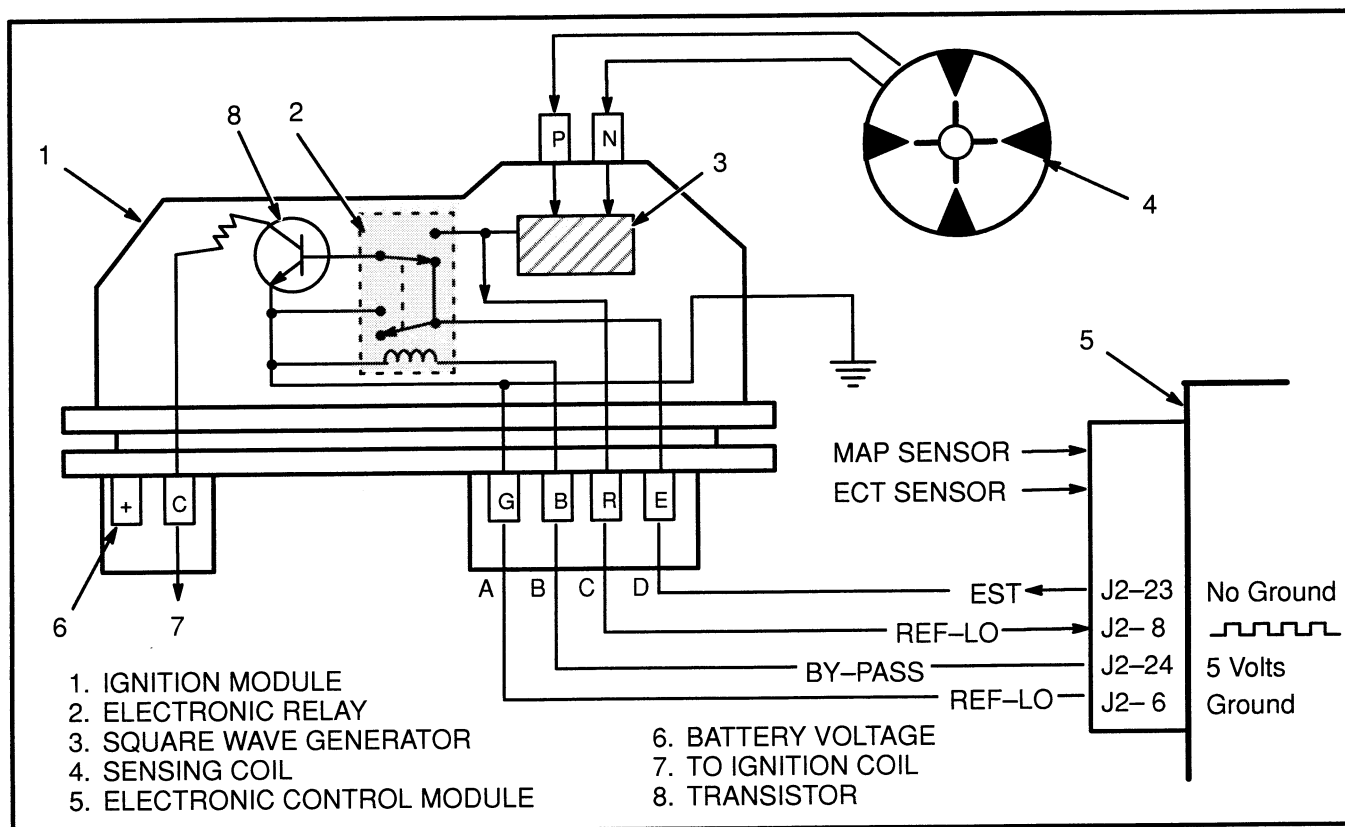 8
2
1
P
N
3
4
5
MAP SENSOR
ECT SENSOR
+
C
G
B
R
E
A
B
C
D
EST
J2–23
No Ground
REF–LO
J2– 8
BY–PASS
J2–24
5 Volts
REF–LO
J2– 6
Ground
6
7
1. IGNITION MODULE
2. ELECTRONIC RELAY
3. SQUARE WAVE GENERATOR
4. SENSING COIL
5. ELECTRONIC CONTROL MODULE
6. BATTERY VOLTAGE
7. TO IGNITION COIL
8. TRANSISTOR